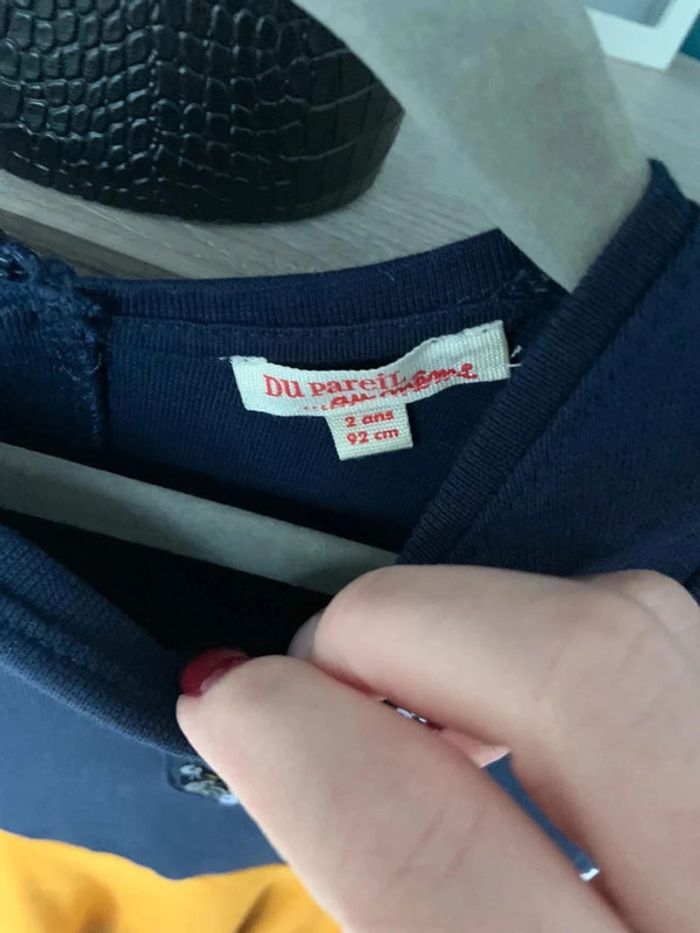 DU PAREIL
...au même
2 ans
92 cm